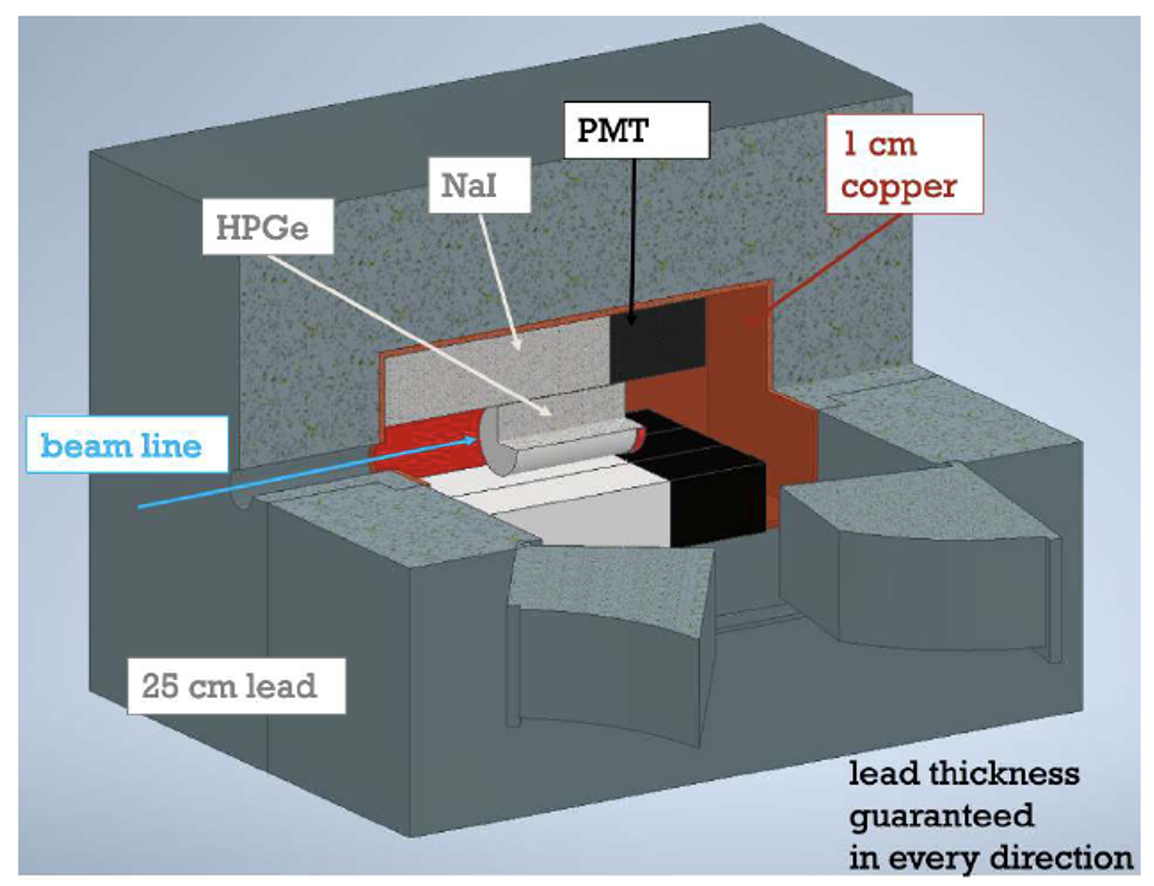 PMT
1 cm
copper
NaI
HPGe
beam line
25 cm lead
lead thickness
guaranteed
in every direction